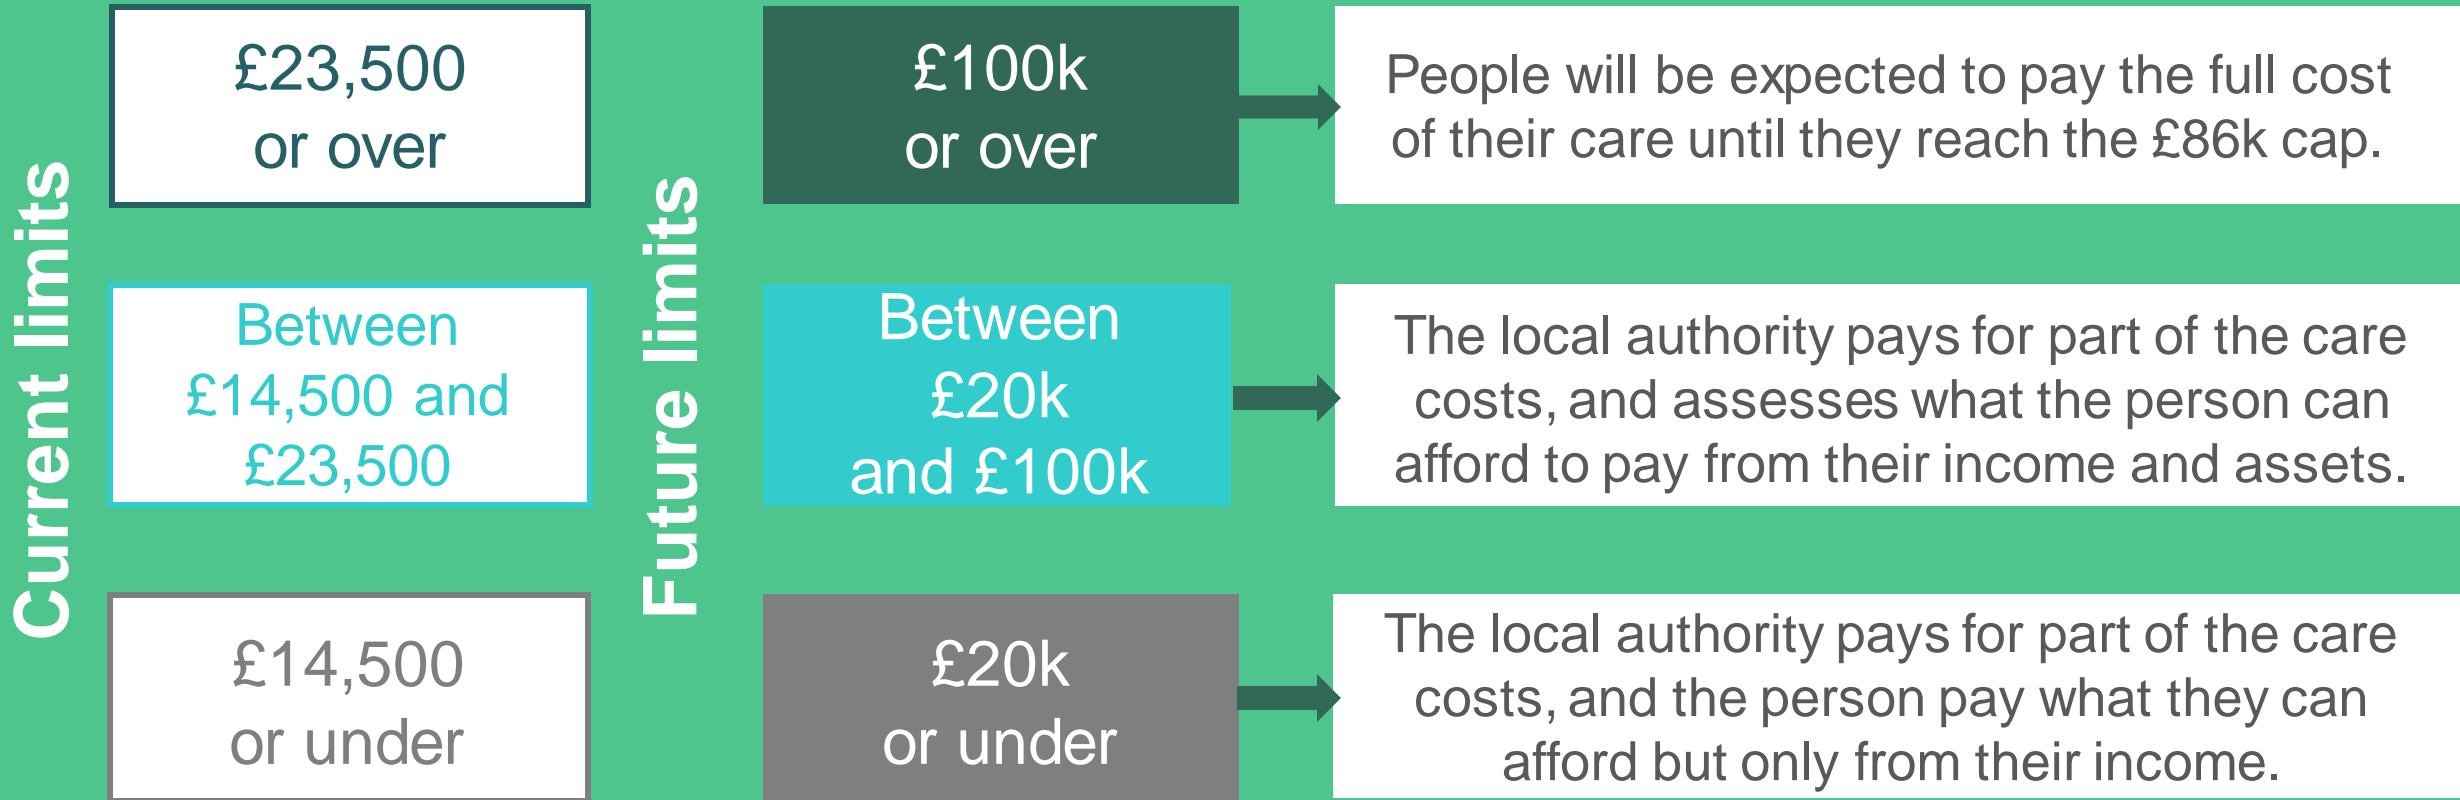 Current limits
£23,500
or over
Between
£14,500 and
£23,500
£14,500
or under
Future limits
£100k
or over
Between
£20k
and £100k
£20k
or under
People will be expected to pay the full cost
of their care until they reach the £86k cap.
The local authority pays for part of the care
costs, and assesses what the person can
afford to pay from their income and assets.
The local authority pays for part of the care
costs, and the person pay what they can
afford but only from their income.